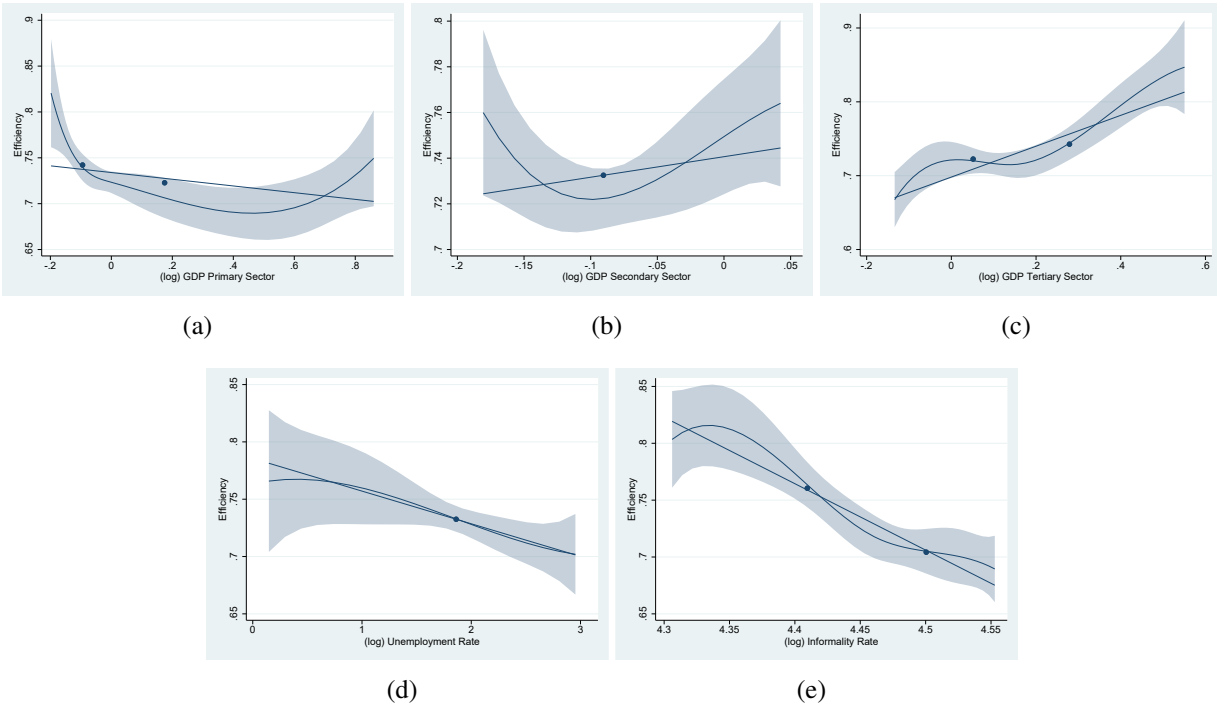 .9
.85
.8
.75
.7
.65
Efficiency
-.2 0 .2 .4 .6 .8
(log) GDP Primary Sector
(a)
.8
.78
.76
.74
.72
.7
Efficiency
-.2 -.15 -.1 -.05 0 .05
(log) GDP Secondary Sector
(b)
.9
.8
.7
.6
Efficiency
-.2 0 .2 .4 .6
(log) GDP Tertiary Sector
(c)
.85
.8
.75
.7
.65
Efficiency
0 1 2 3
(log) Unemployment Rate
(d)
.85
.8
.75
.7
.65
Efficiency
4.3 4.35 4.4 4.45 4.5 4.55
(log) Informality Rate
(e)